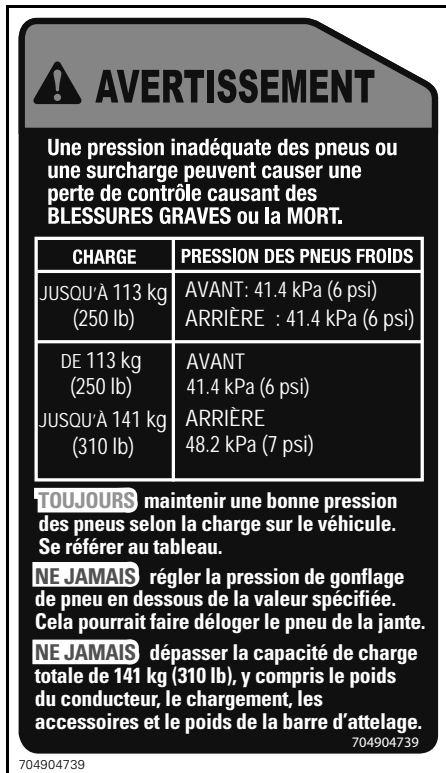 AVERTISSEMENT
Une pression inadéquate des pneus ou
une surcharge peuvent causer une
perte de contrôle causant des
BLESSURES GRAVES ou la MORT.
CHARGE PRESSION DES PNEUS FROIDS
JUSQU'À 113 kg
(250 lb)
AVANT: 41.4 kPa (6 psi)
ARRIÈRE : 41.4 kPa (6 psi)
DE 113 kg
(250 lb)
JUSQU'À 141 kg
(310 lb)
AVANT
41.4 kPa (6 psi)
ARRIÈRE
48.2 kPa (7 psi)
TOUJOURS maintenir une bonne pression
des pneus selon la charge sur le véhicule.
Se référer au tableau.
NE JAMAIS régler la pression de gonflage
de pneu en dessous de la valeur spécifiée.
Cela pourrait faire déloger le pneu de la jante.
NE JAMAIS dépasser la capacité de charge
totale de 141 kg (310 lb), y compris le poids
du conducteur, le chargement, les
accessoires et le poids de la barre d'attelage.
704904739
704904739